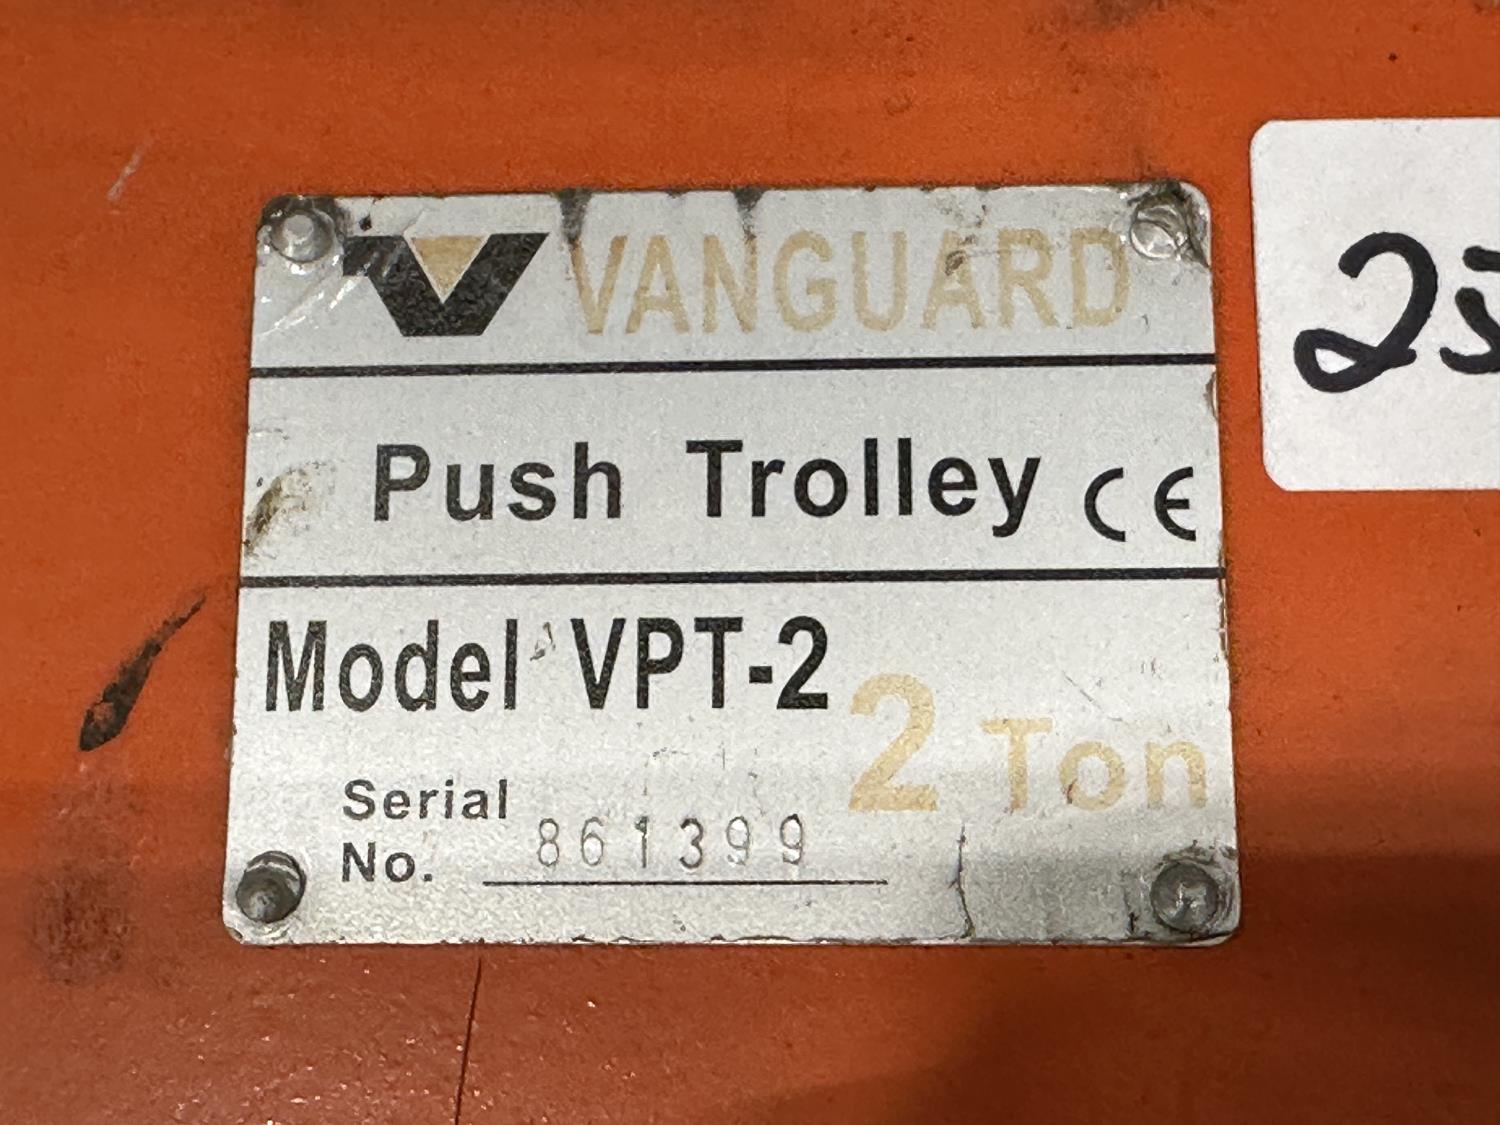 VANGUARD
Push Trolley CE
Model VPT-2
2 Ton
Serial
No. 861399